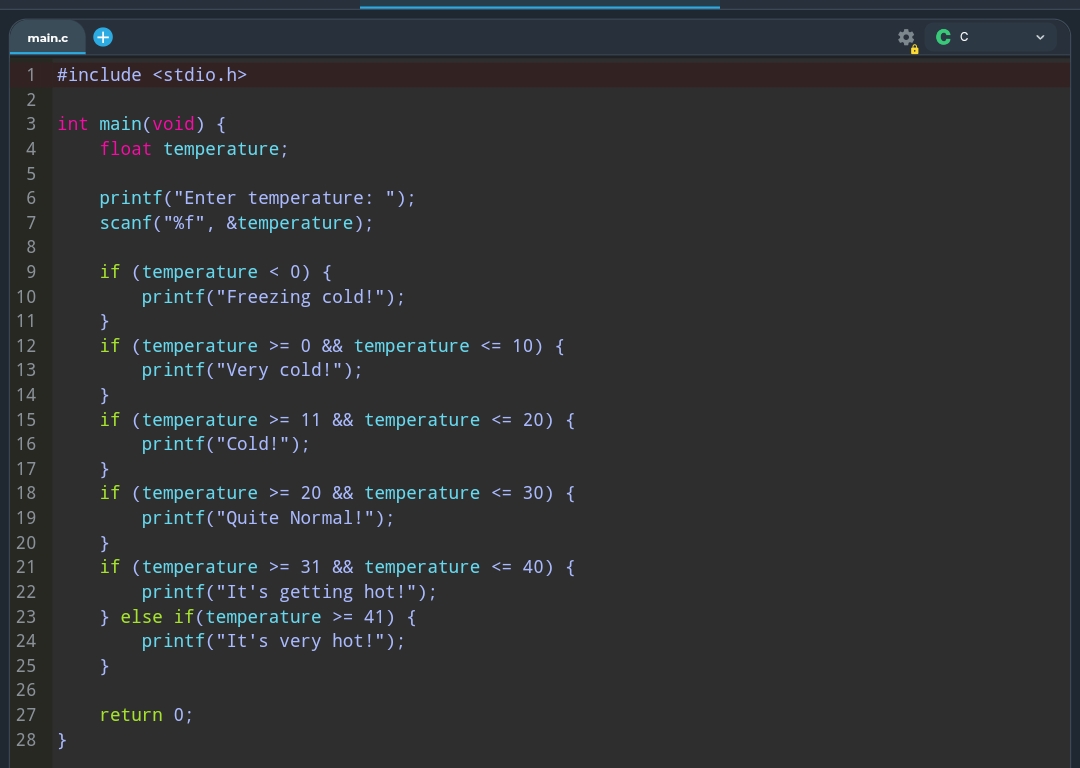 main.c
C C
1 #include <stdio.h>
2
3 int main(void) {
4     float temperature;
5
6     printf("Enter temperature: ");
7     scanf("%f", &temperature);
8
9     if (temperature < 0) {
10         printf("Freezing cold!");
11     }
12     if (temperature >= 0 && temperature <= 10) {
13         printf("Very cold!");
14     }
15     if (temperature >= 11 && temperature <= 20) {
16         printf("Cold!");
17     }
18     if (temperature >= 20 && temperature <= 30) {
19         printf("Quite Normal!");
20     }
21     if (temperature >= 31 && temperature <= 40) {
22         printf("It's getting hot!");
23     } else if(temperature >= 41) {
24         printf("It's very hot!");
25     }
26
27     return 0;
28 }